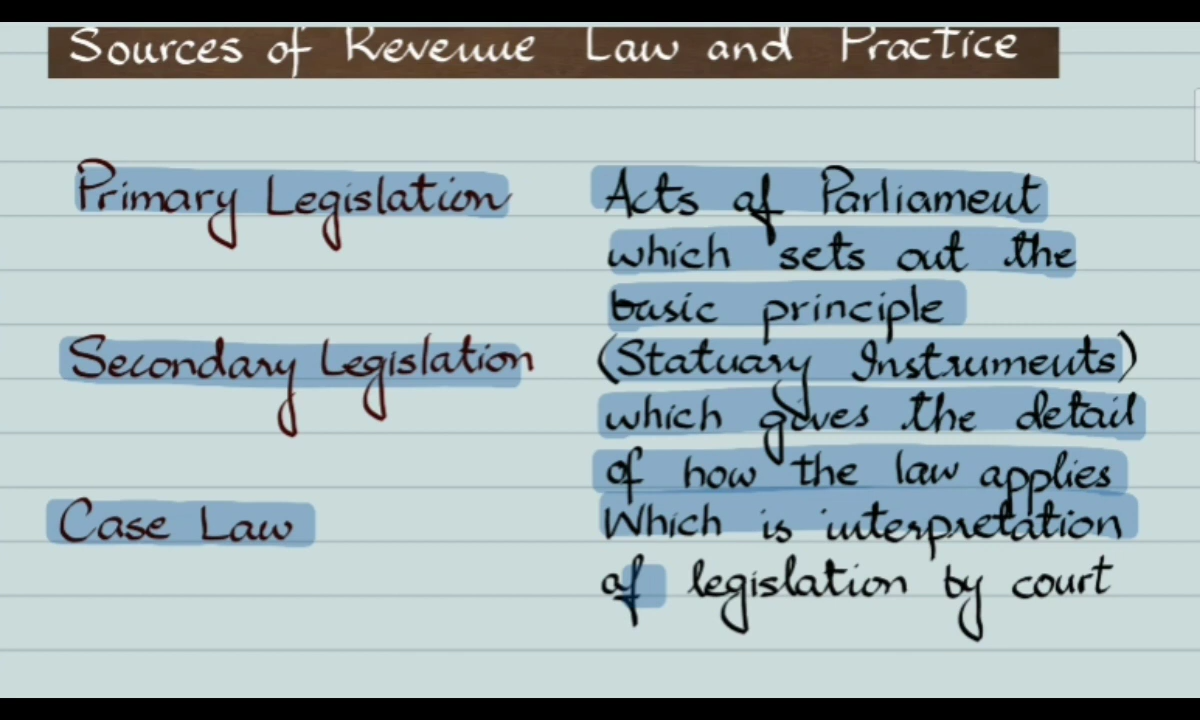 Sources of Revenue Law and Practice
Primary Legislation Acts of Parliament
which sets out the
basic principle
Secondary Legislation (Statuary Instruments)
which gives the detail
of how the law applies
Case Law Which is interpretation
of legislation by court